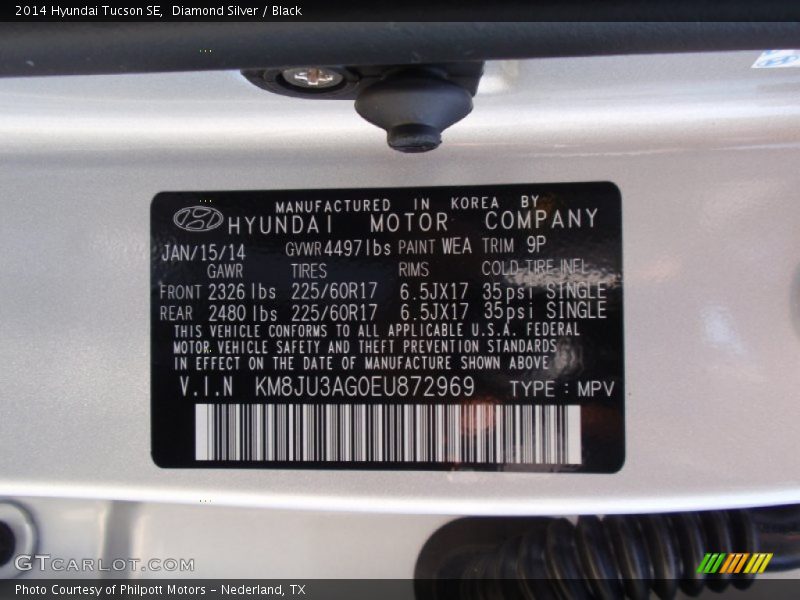 2014 Hyundai Tucson SE, Diamond Silver / Black
MANUFACTURED IN KOREA BY
HYUNDAI MOTOR COMPANY
JAN/15/14 GVWR 4497lbs PAINT WEA TRIM 9P
GAWR TIRES RIMS COLD TIRE INFL
FRONT 2326 lbs 225/60R17 6.5JX17 35psi SINGLE
REAR 2480 lbs 225/60R17 6.5JX17 35psi SINGLE
THIS VEHICLE CONFORMS TO ALL APPLICABLE U.S.A. FEDERAL
MOTOR VEHICLE SAFETY AND THEFT PREVENTION STANDARDS
IN EFFECT ON THE DATE OF MANUFACTURE SHOWN ABOVE
V.I.N KM8JU3AG0EU872969 TYPE : MPV
GTCARLOT.COM
Photo Courtesy of Philpott Motors - Nederland, TX